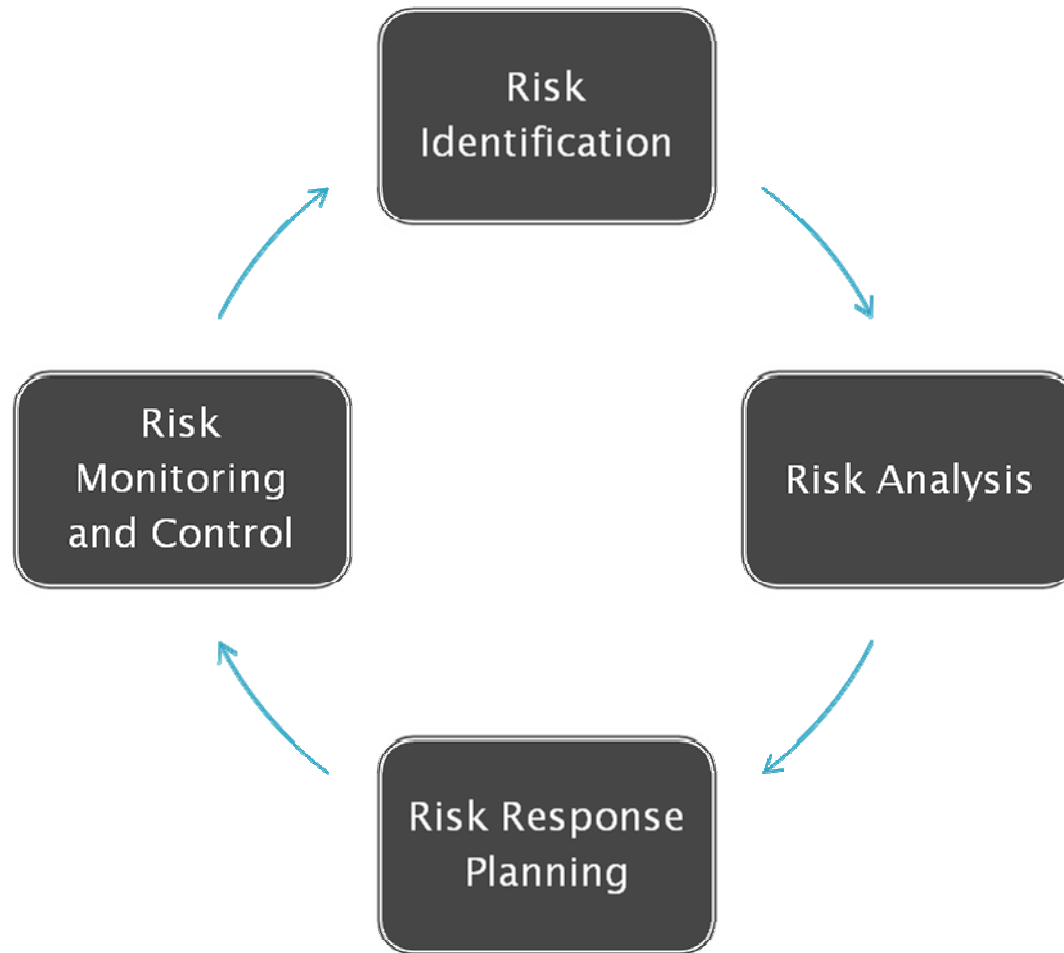 Risk
Identification
Risk Analysis
Risk Response
Planning
Risk
Monitoring
and Control